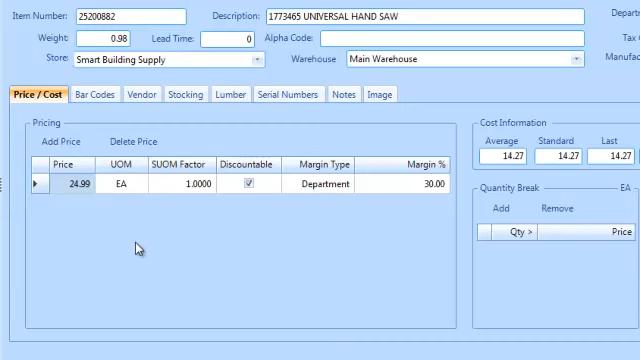 Item Number: 25200882 Description: 1773465 UNIVERSAL HAND SAW Depart
Weight: 0.98 Lead Time: 0 Alpha Code: Tax C
Store: Smart Building Supply Warehouse Main Warehouse Manufac
Price / Cost Bar Codes Vendor Stocking Lumber Serial Numbers Notes Image
Pricing
Add Price Delete Price
Price UOM SUOM Factor Discountable Margin Type Margin %
24.99 EA 1.0000 Department 30.00
Cost Information
Average Standard Last
14.27 14.27 14.27
Quantity Break EA
Add Remove
Qty > Price